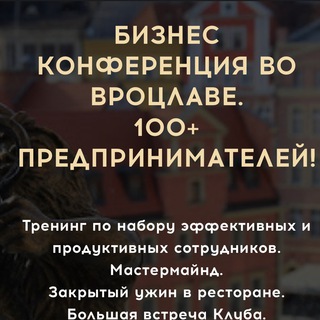 БИЗНЕС
КОНФЕРЕНЦИЯ ВО
ВРОЦЛАВЕ.
100+
ПРЕДПРИНИМАТЕЛЕЙ!
Тренинг по набору эффективных и
продуктивных сотрудников.
Мастермайнд.
Закрытый ужин в ресторане.
Большая встреча Клуба.